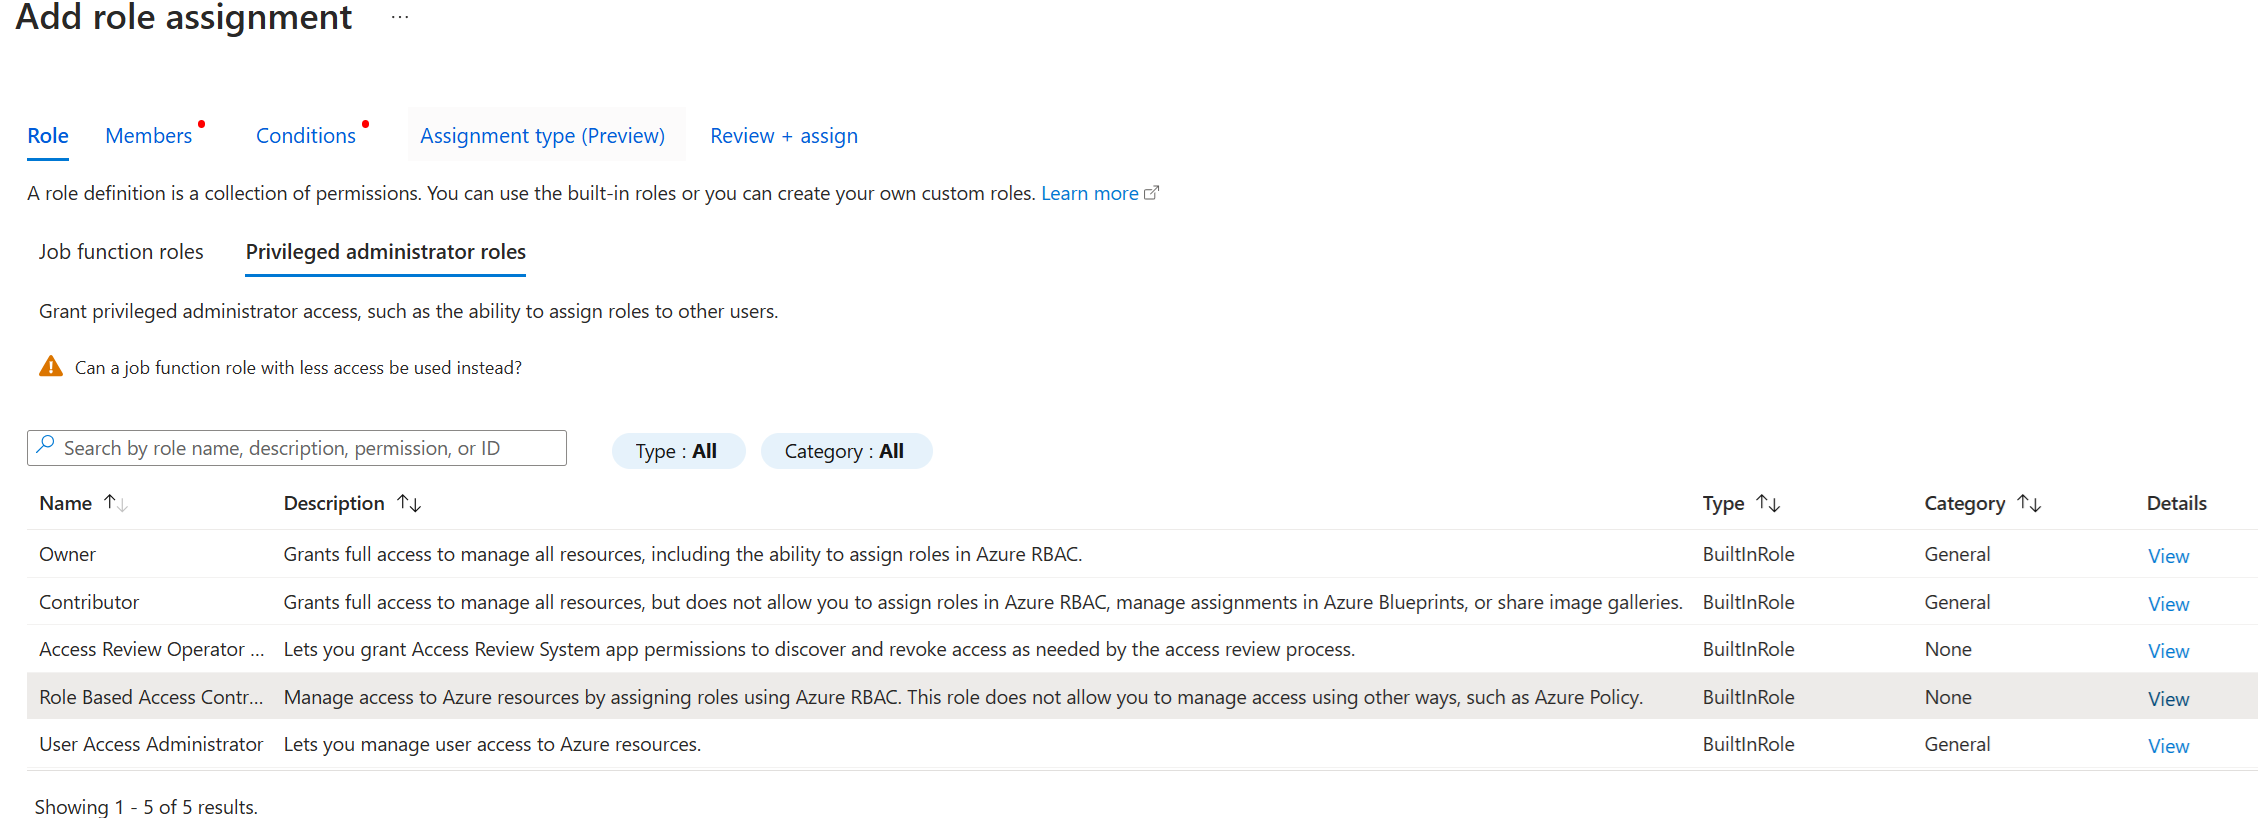 Add role assignment ...
Role Members Conditions Assignment type (Preview) Review + assign
A role definition is a collection of permissions. You can use the built-in roles or you can create your own custom roles. Learn more
Job function roles Privileged administrator roles
Grant privileged administrator access, such as the ability to assign roles to other users.
Can a job function role with less access be used instead?
Search by role name, description, permission, or ID Type : All Category : All
Name ↑↓ Description ↑↓ Type ↑↓ Category ↑↓ Details
Owner Grants full access to manage all resources, including the ability to assign roles in Azure RBAC. BuiltInRole General View
Contributor Grants full access to manage all resources, but does not allow you to assign roles in Azure RBAC, manage assignments in Azure Blueprints, or share image galleries. BuiltInRole General View
Access Review Operator ... Lets you grant Access Review System app permissions to discover and revoke access as needed by the access review process. BuiltInRole None View
Role Based Access Contr... Manage access to Azure resources by assigning roles using Azure RBAC. This role does not allow you to manage access using other ways, such as Azure Policy. BuiltInRole None View
User Access Administrator Lets you manage user access to Azure resources. BuiltInRole General View
Showing 1 - 5 of 5 results.